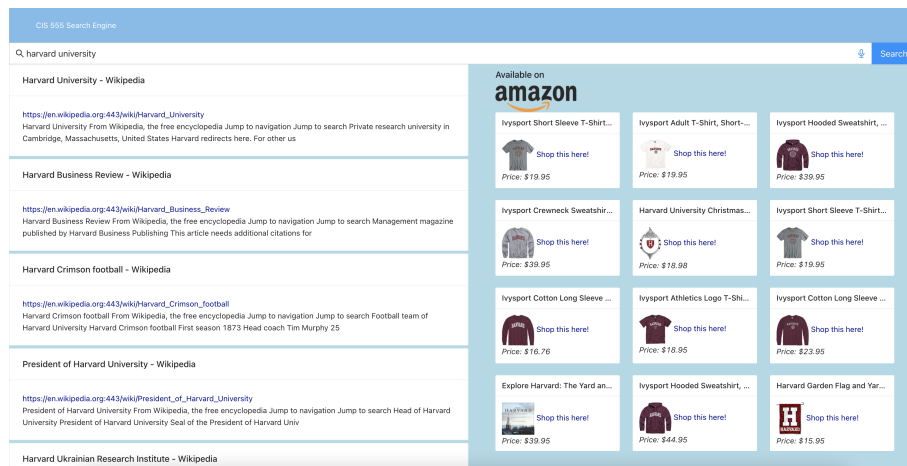 CIS 555 Search Engine
harvard university
Search
Harvard University - Wikipedia
https://en.wikipedia.org:443/wiki/Harvard_University
Harvard University From Wikipedia, the free encyclopedia Jump to navigation Jump to search Private research university in
Cambridge, Massachusetts, United States Harvard redirects here. For other us
Harvard Business Review - Wikipedia
https://en.wikipedia.org:443/wiki/Harvard_Business_Review
Harvard Business Review From Wikipedia, the free encyclopedia Jump to navigation Jump to search Management magazine
published by Harvard Business Publishing This article needs additional citations for
Harvard Crimson football - Wikipedia
https://en.wikipedia.org:443/wiki/Harvard_Crimson_football
Harvard Crimson football From Wikipedia, the free encyclopedia Jump to navigation Jump to search Football team of
Harvard University Harvard Crimson football First season 1873 Head coach Tim Murphy 25
President of Harvard University - Wikipedia
https://en.wikipedia.org:443/wiki/President_of_Harvard_University
President of Harvard University From Wikipedia, the free encyclopedia Jump to navigation Jump to search Head of Harvard
University President of Harvard University Seal of the President of Harvard Univ
Harvard Ukrainian Research Institute - Wikipedia
Available on
amazon
Ivysport Short Sleeve T-Shirt...
Shop this here!
Price: $19.95
Ivysport Adult T-Shirt, Short-...
Shop this here!
Price: $19.95
Ivysport Hooded Sweatshirt, ...
Shop this here!
Price: $39.95
Ivysport Crewneck Sweatshir...
Shop this here!
Price: $39.95
Harvard University Christmas...
Shop this here!
Price: $18.98
Ivysport Short Sleeve T-Shirt...
Shop this here!
Price: $19.95
Ivysport Cotton Long Sleeve ...
Shop this here!
Price: $16.76
Ivysport Athletics Logo T-Shi...
Shop this here!
Price: $18.95
Ivysport Cotton Long Sleeve ...
Shop this here!
Price: $23.95
Explore Harvard: The Yard an...
HARVARD
Shop this here!
Price: $39.95
Ivysport Hooded Sweatshirt, ...
Shop this here!
Price: $44.95
Harvard Garden Flag and Yar...
H
HARVARD
Shop this here!
Price: $15.95